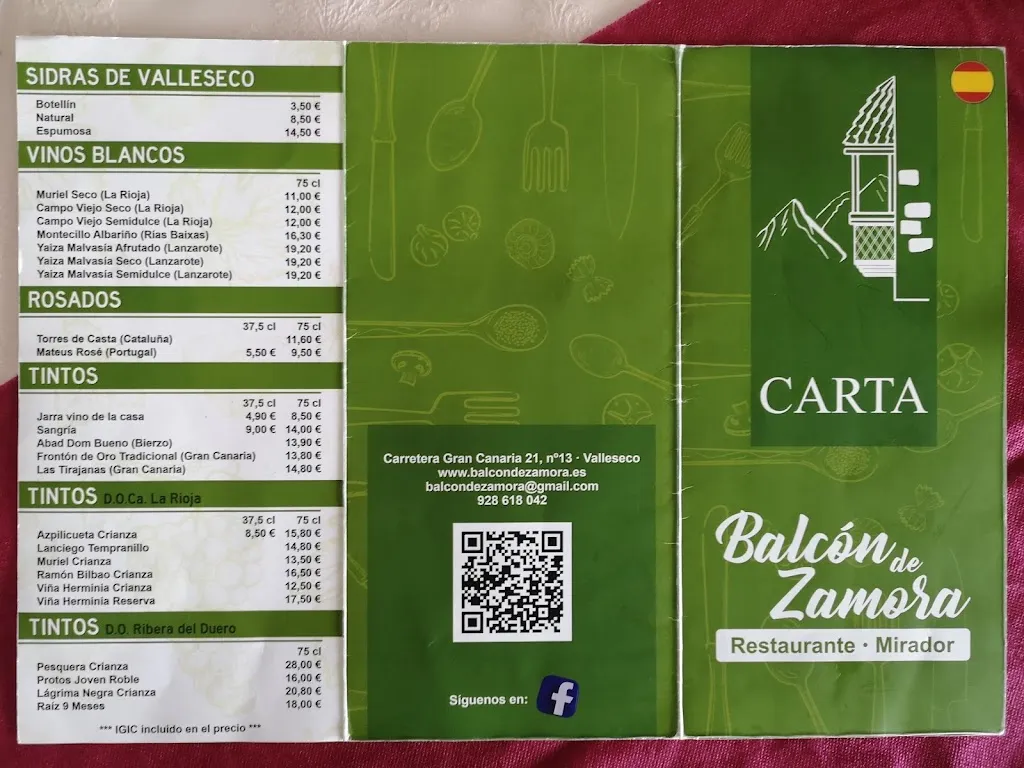 SIDRAS DE VALLESECO
Botellín 3,50 €
Natural 8,50 €
Espumosa 14,50 €
VINOS BLANCOS
75 cl
Muriel Seco (La Rioja) 11,00 €
Campo Viejo Seco (La Rioja) 12,00 €
Campo Viejo Semidulce (La Rioja) 12,00 €
Montecillo Albariño (Rías Baixas) 16,30 €
Yaiza Malvasía Afrutado (Lanzarote) 19,20 €
Yaiza Malvasía Seco (Lanzarote) 19,20 €
Yaiza Malvasía Semidulce (Lanzarote) 19,20 €
ROSADOS
37,5 cl 75 cl
Torres de Casta (Cataluña) 11,60 €
Mateus Rosé (Portugal) 5,50 € 9,50 €
TINTOS
37,5 cl 75 cl
Jarra vino de la casa 4,90 € 8,50 €
Sangría 9,00 € 14,00 €
Abad Dom Bueno (Bierzo) 13,90 €
Frontón de Oro Tradicional (Gran Canaria) 13,80 €
Las Tirajanas (Gran Canaria) 14,80 €
TINTOS D.O.Ca. La Rioja
37,5 cl 75 cl
Azpilicueta Crianza 8,50 € 15,80 €
Lanciego Tempranillo 14,80 €
Muriel Crianza 13,50 €
Ramón Bilbao Crianza 16,50 €
Viña Herminia Crianza 12,50 €
Viña Herminia Reserva 17,50 €
TINTOS D.O. Ribera del Duero
75 cl
Pesquera Crianza 28,00 €
Protos Joven Roble 16,00 €
Lágrima Negra Crianza 20,80 €
Raíz 9 Meses 18,00 €
*** IGIC incluido en el precio ***
Carretera Gran Canaria 21, nº13 · Valleseco
www.balcondezamora.es
balcondezamora@gmail.com
928 618 042
Síguenos en: f
CARTA
Balcón de
Zamora
Restaurante · Mirador